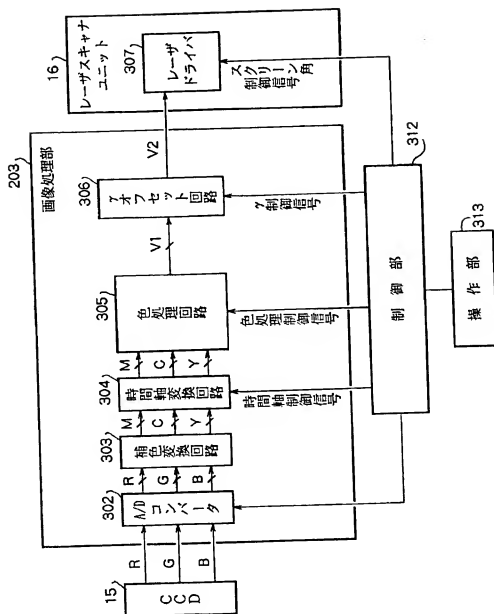 203
画像処理部
16
レーザスキャナ
ユニット
15
CCD
R
G
B
302
A/D
コンバータ
R
G
B
303
補色変換回路
M
C
Y
304
時間軸変換回路
M
C
Y
305
色処理回路
V1
306
γオフセット回路
V2
307
レーザ
ドライバ
時間軸制御信号
色処理制御信号
γ制御信号
スクリーン角
制御信号
312
制御部
313
操作部